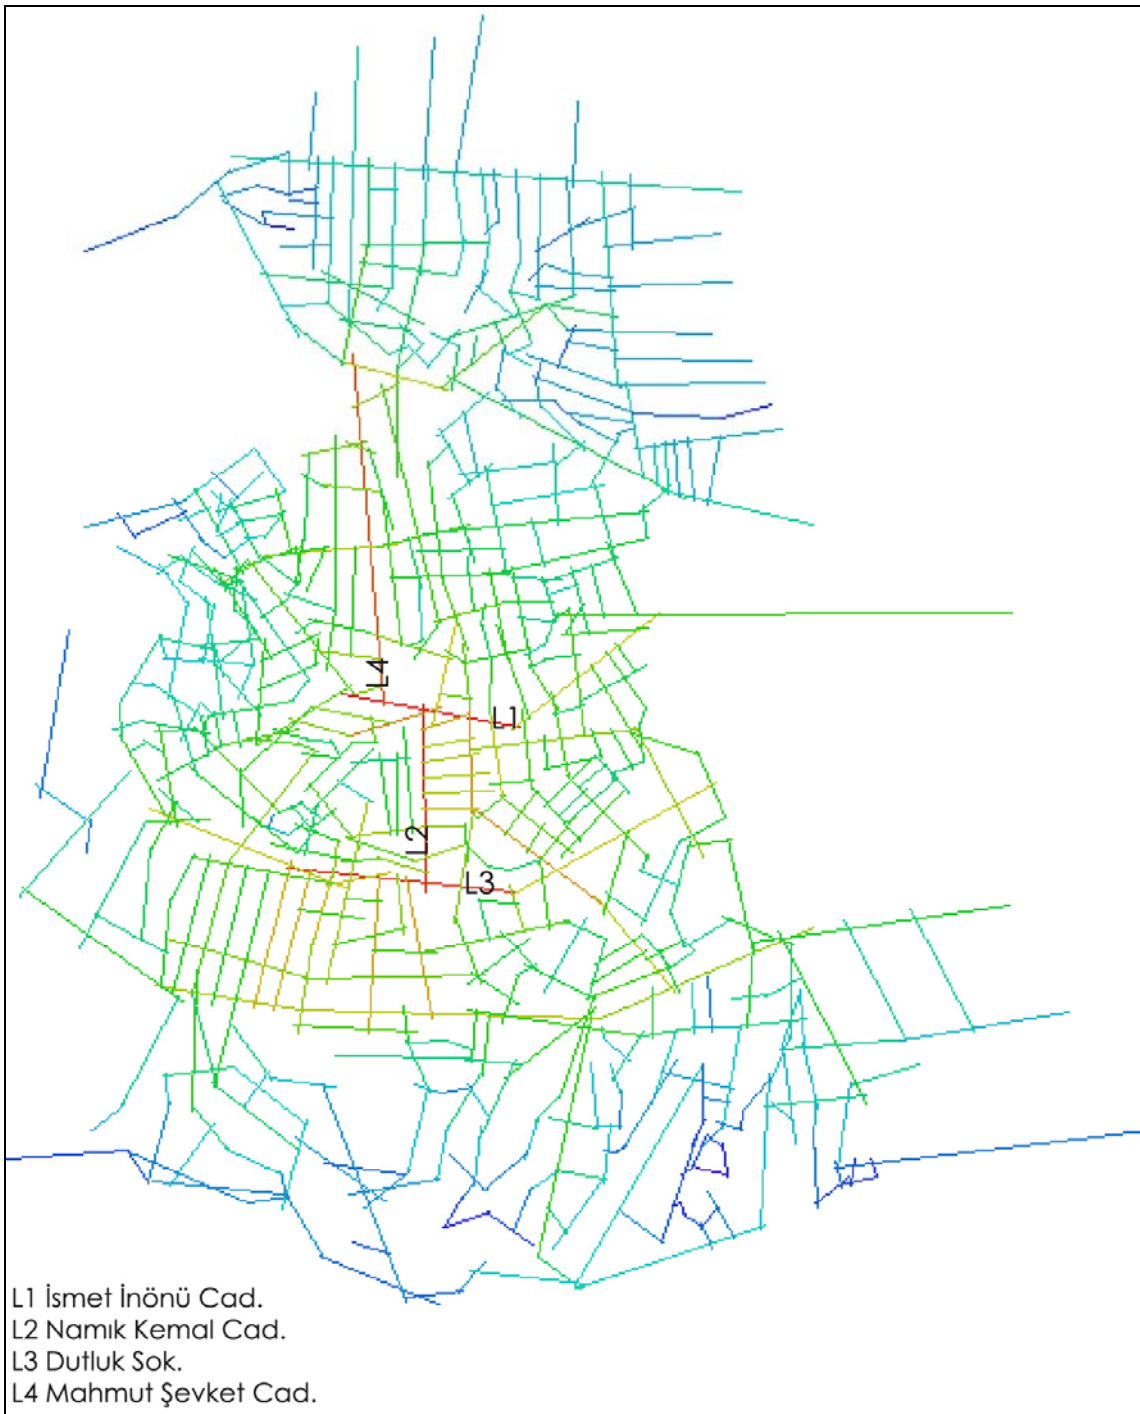 L4
L1
L2
L3
L1 İsmet İnönü Cad.
L2 Namık Kemal Cad.
L3 Dutluk Sok.
L4 Mahmut Şevket Cad.